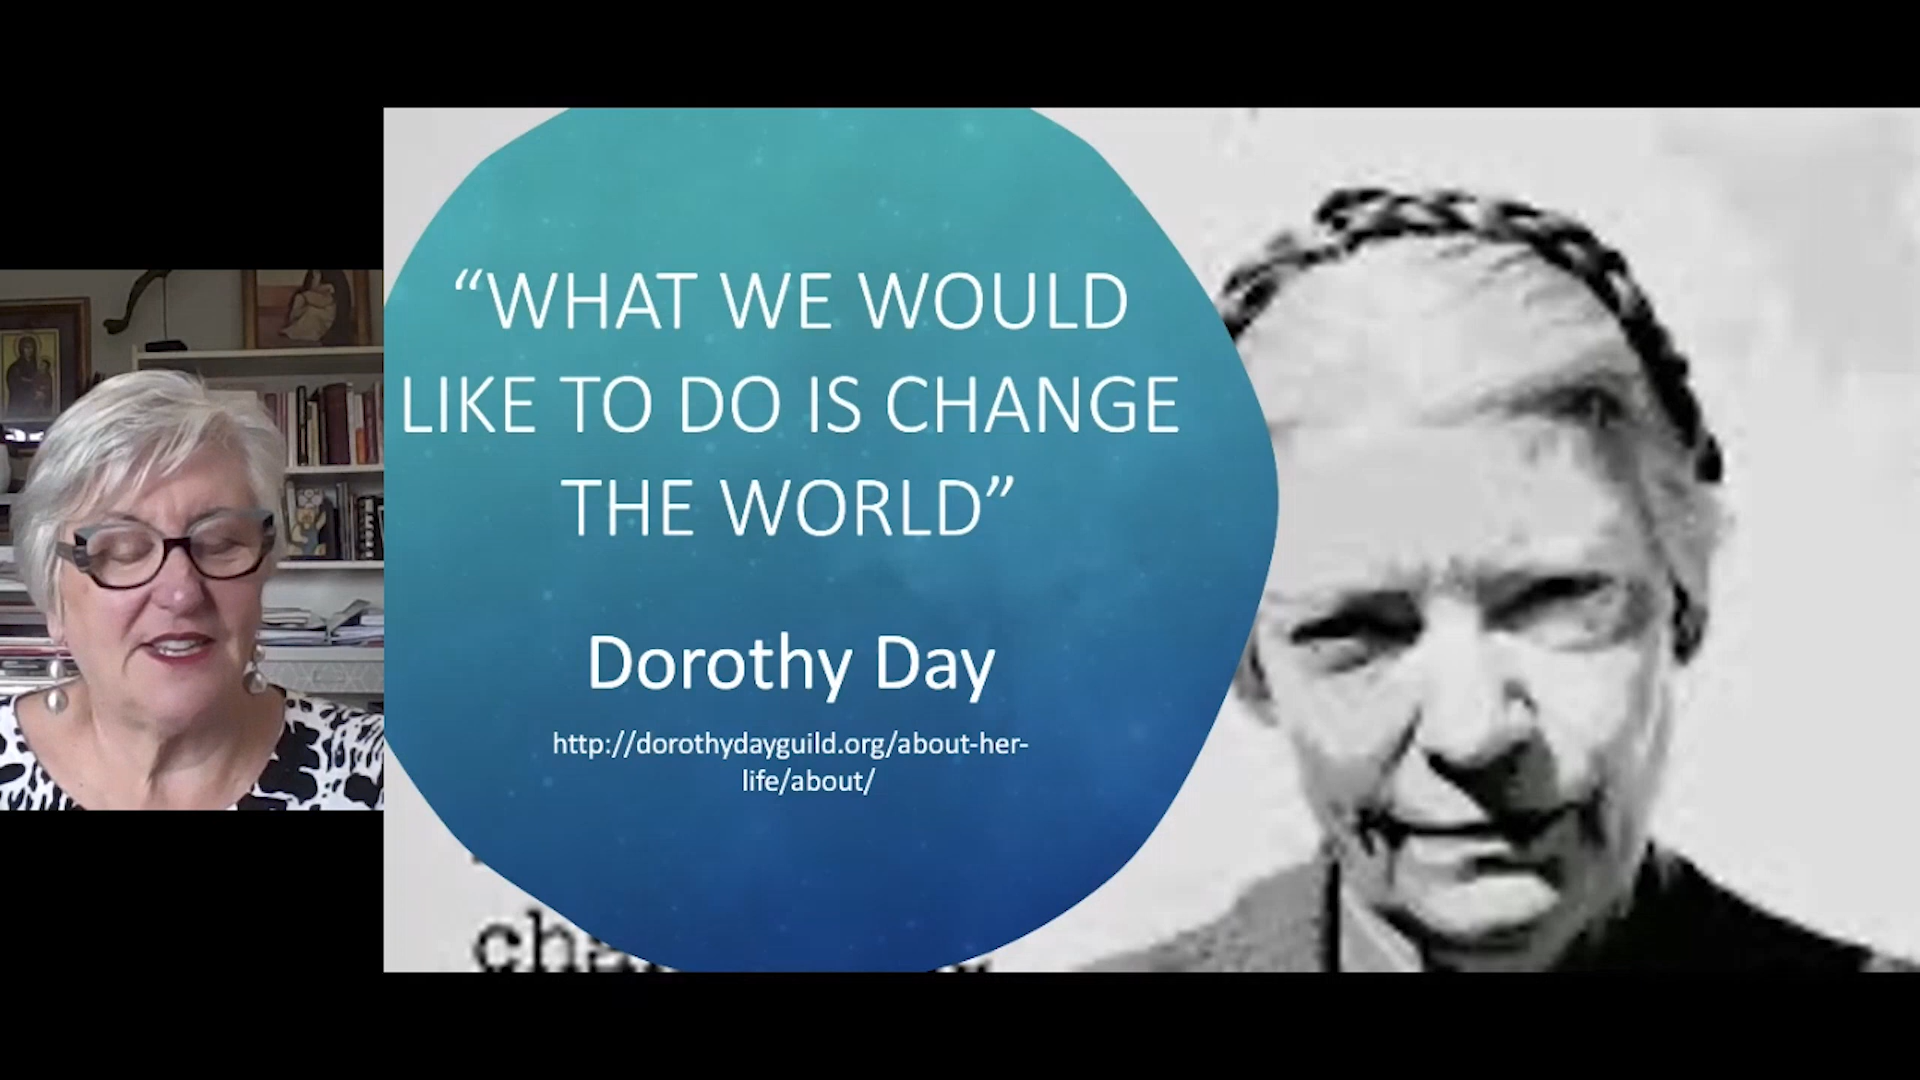 “WHAT WE WOULD
LIKE TO DO IS CHANGE
THE WORLD”
Dorothy Day
http://dorothydayguild.org/about-her-
life/about/